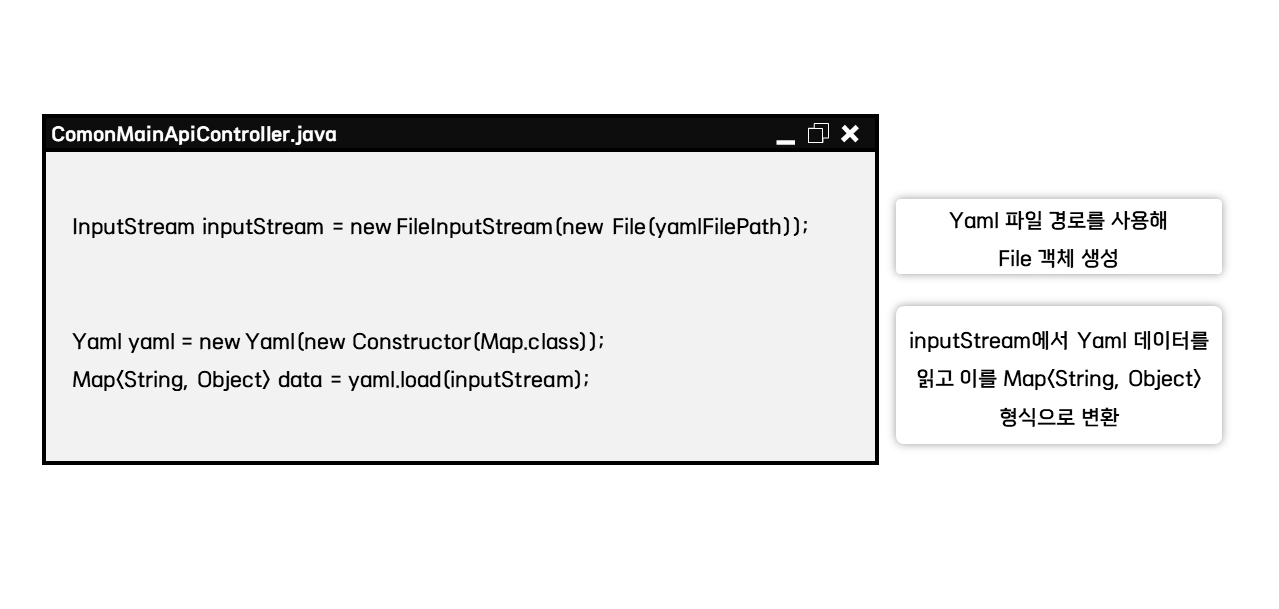 ComonMainApiController.java
InputStream inputStream = new FileInputStream(new File(yamlFilePath));
Yaml yaml = new Yaml(new Constructor(Map.class));
Map<String, Object> data = yaml.load(inputStream);
Yaml 파일 경로를 사용해
File 객체 생성
inputStream에서 Yaml 데이터를
읽고 이를 Map<String, Object>
형식으로 변환